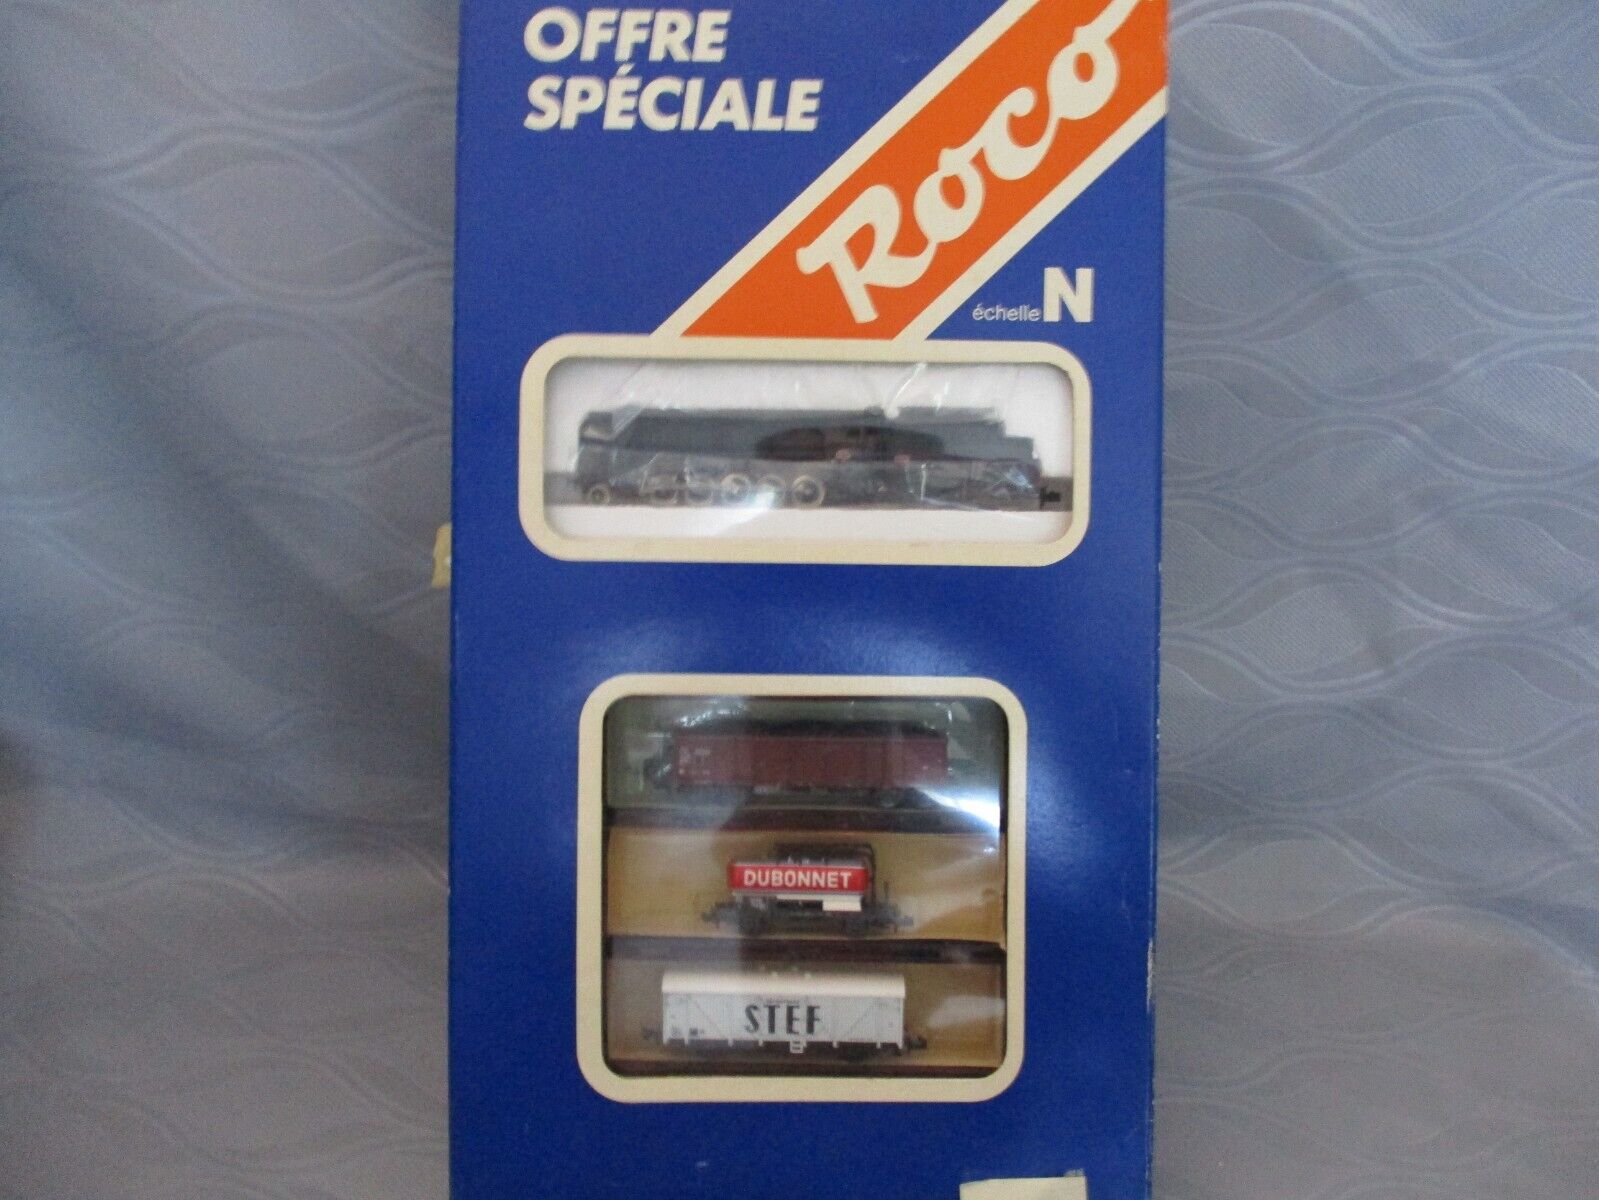 OFFRE
SPÉCIALE
Roco
échelle N
DUBONNET
STEF